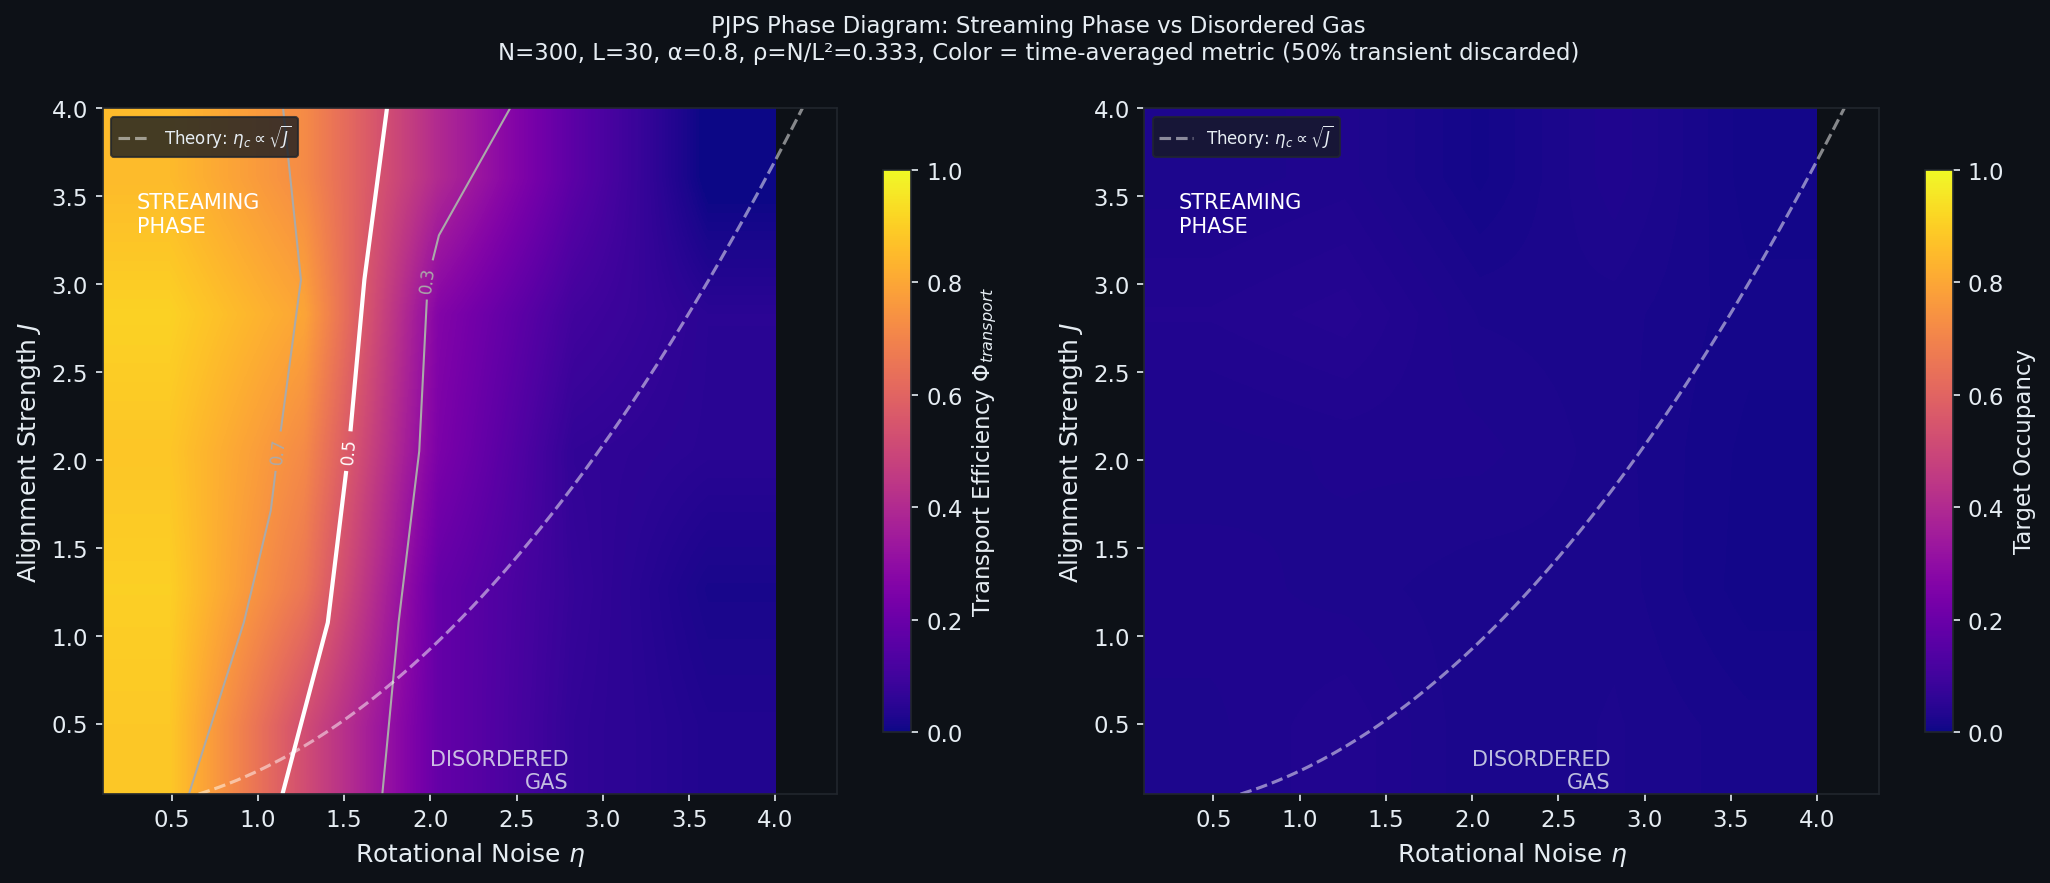 PJPS Phase Diagram: Streaming Phase vs Disordered Gas
N=300, L=30, α=0.8, ρ=N/L²=0.333, Color = time-averaged metric (50% transient discarded)
Theory: η_c ∝ √J
STREAMING
PHASE
DISORDERED
GAS
0.7
0.5
0.3
4.0
3.5
3.0
2.5
2.0
1.5
1.0
0.5
Alignment Strength J
0.5 1.0 1.5 2.0 2.5 3.0 3.5 4.0
Rotational Noise η
1.0
0.8
0.6
0.4
0.2
0.0
Transport Efficiency Φ_transport
Theory: η_c ∝ √J
STREAMING
PHASE
DISORDERED
GAS
4.0
3.5
3.0
2.5
2.0
1.5
1.0
0.5
Alignment Strength J
0.5 1.0 1.5 2.0 2.5 3.0 3.5 4.0
Rotational Noise η
1.0
0.8
0.6
0.4
0.2
0.0
Target Occupancy